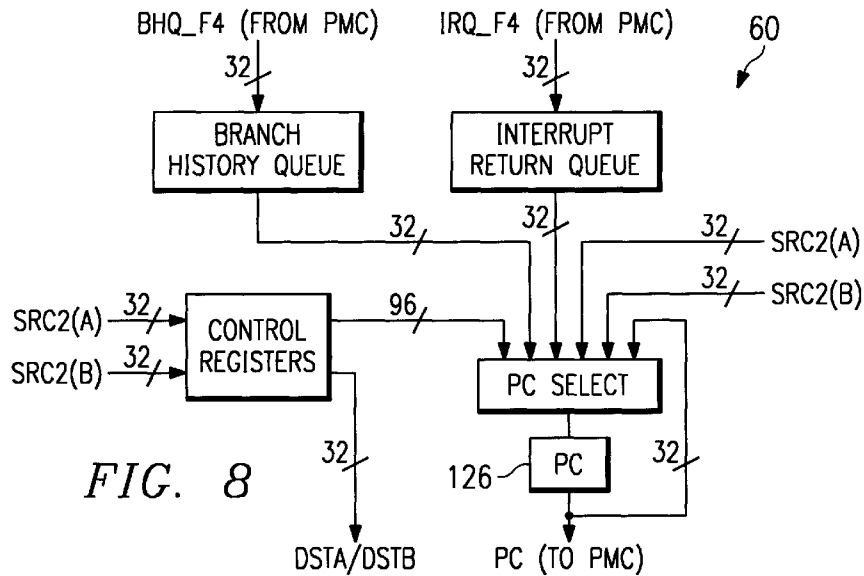 BHQ_F4 (FROM PMC)
IRQ_F4 (FROM PMC)
60
32
32
BRANCH
HISTORY QUEUE
INTERRUPT
RETURN QUEUE
32
32
32
SRC2(A)
32
SRC2(B)
SRC2(A)
32
SRC2(B)
32
CONTROL
REGISTERS
96
PC SELECT
32
126
PC
32
FIG. 8
DSTA/DSTB
PC (TO PMC)